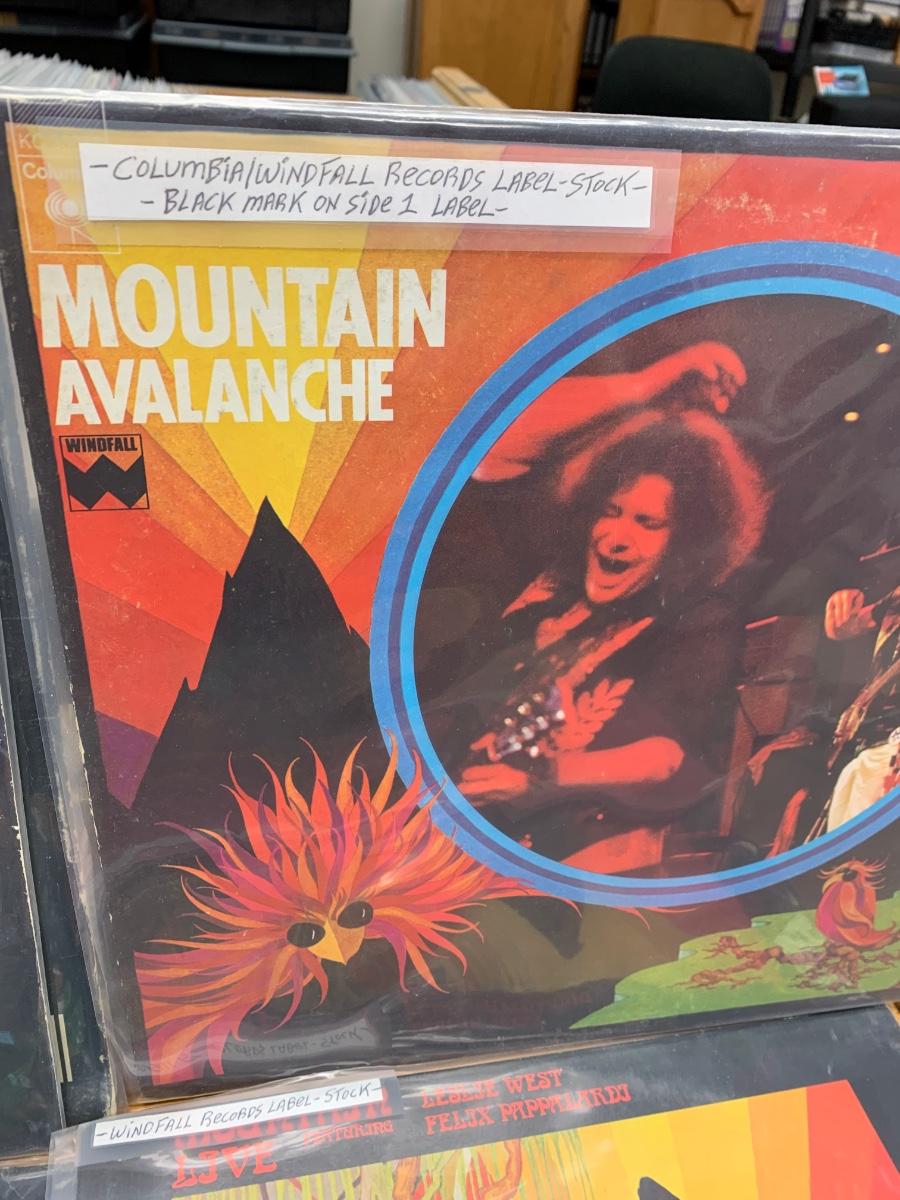 -COLUMBiA/WiNDFALL RECORDS LABEL-STOCK-
-BLACK MARK ON SiDE 1 LABEL-
MOUNTAIN
AVALANCHE
WINDFALL
-WiNDFALL RECORDS LABEL-STOCK-
LESLIE WEST
FELIX PAPPALARDI
FEATURING
LIVE